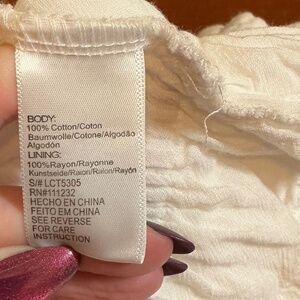 BODY:
100% Cotton/Coton
Baumwolle/Cotone/Algodão
Algodón
LINING:
100%Rayon/Rayonne
Kunstseide/Raion/Raion/Rayón
S/# LCT5305
RN#111232
HECHO EN CHINA
FEITO EM CHINA
SEE REVERSE
FOR CARE
INSTRUCTION